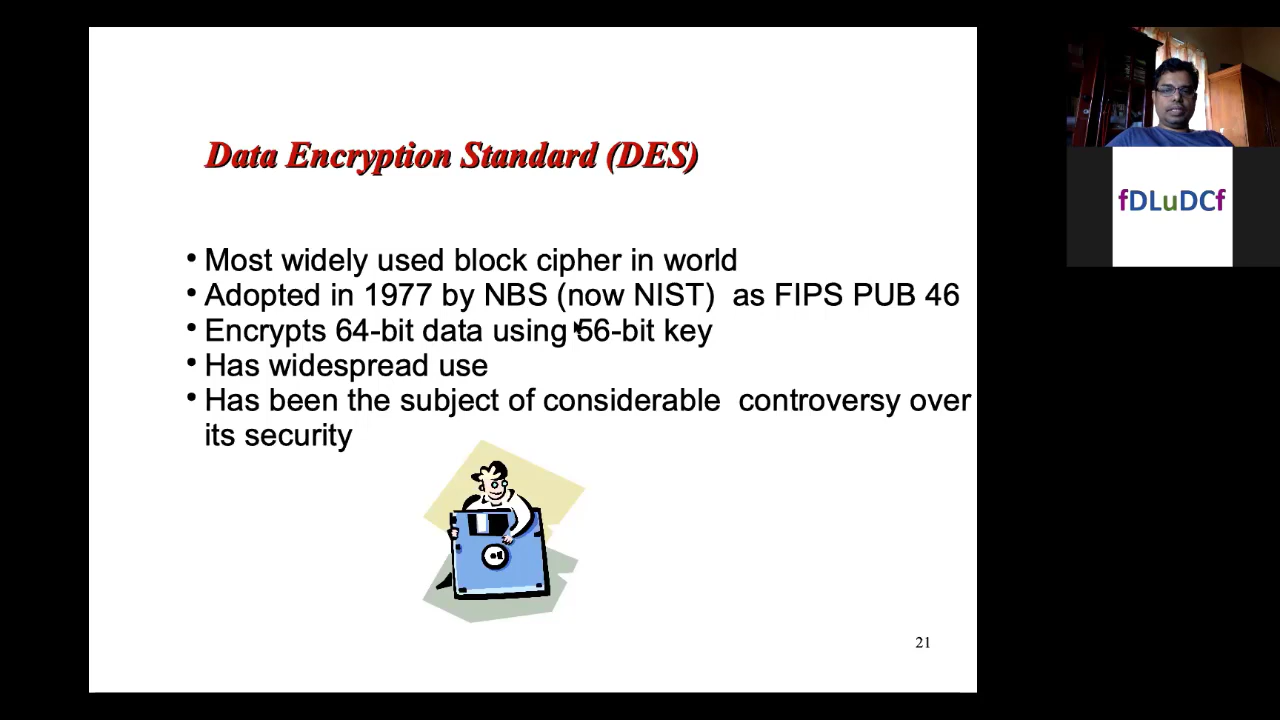 Data Encryption Standard (DES)
• Most widely used block cipher in world
• Adopted in 1977 by NBS (now NIST)  as FIPS PUB 46
• Encrypts 64-bit data using 56-bit key
• Has widespread use
• Has been the subject of considerable  controversy over
its security
21
fDLuDCf